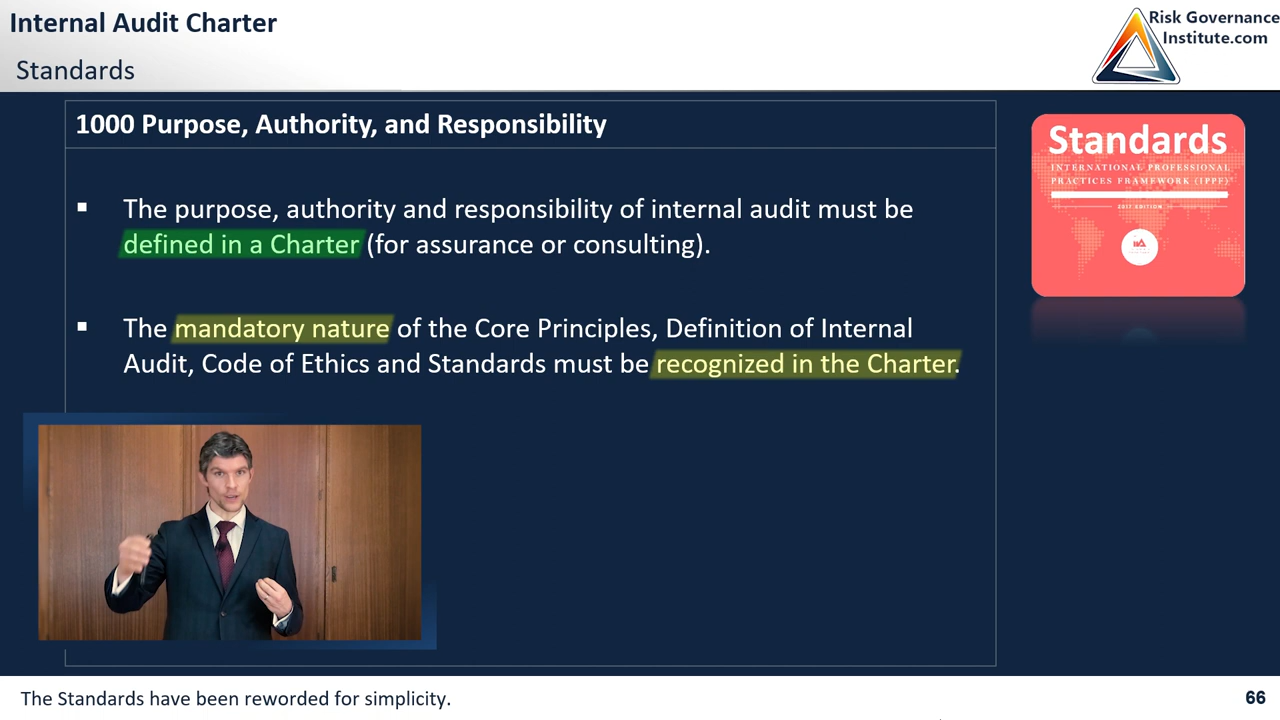 Internal Audit Charter
Standards
Risk Governance
Institute.com
1000 Purpose, Authority, and Responsibility
▪ The purpose, authority and responsibility of internal audit must be
defined in a Charter (for assurance or consulting).
▪ The mandatory nature of the Core Principles, Definition of Internal
Audit, Code of Ethics and Standards must be recognized in the Charter.
Standards
INTERNATIONAL PROFESSIONAL
PRACTICES FRAMEWORK (IPPF)
2017 EDITION
IIA
The Standards have been reworded for simplicity.
66